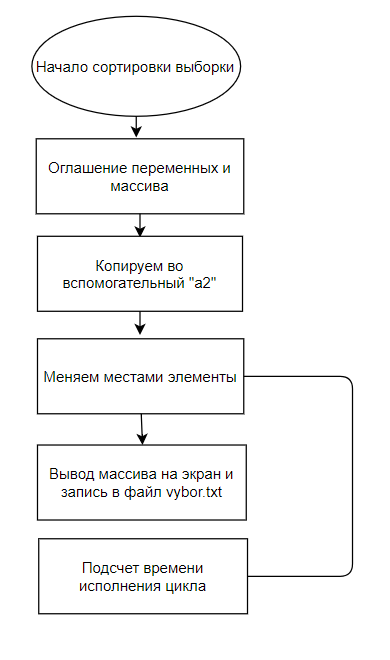 Начало сортировки выборки
Оглашение переменных и
массива
Копируем во
вспомогательный "a2"
Меняем местами элементы
Вывод массива на экран и
запись в файл vybor.txt
Подсчет времени
исполнения цикла